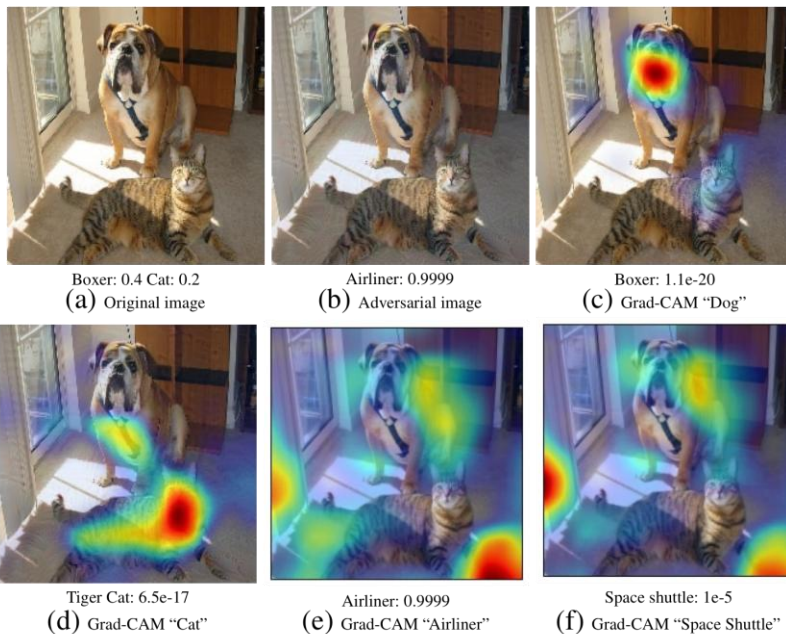 Boxer: 0.4 Cat: 0.2
(a) Original image
Airliner: 0.9999
(b) Adversarial image
Boxer: 1.1e-20
(c) Grad-CAM “Dog”
Tiger Cat: 6.5e-17
(d) Grad-CAM “Cat”
Airliner: 0.9999
(e) Grad-CAM “Airliner”
Space shuttle: 1e-5
(f) Grad-CAM “Space Shuttle”